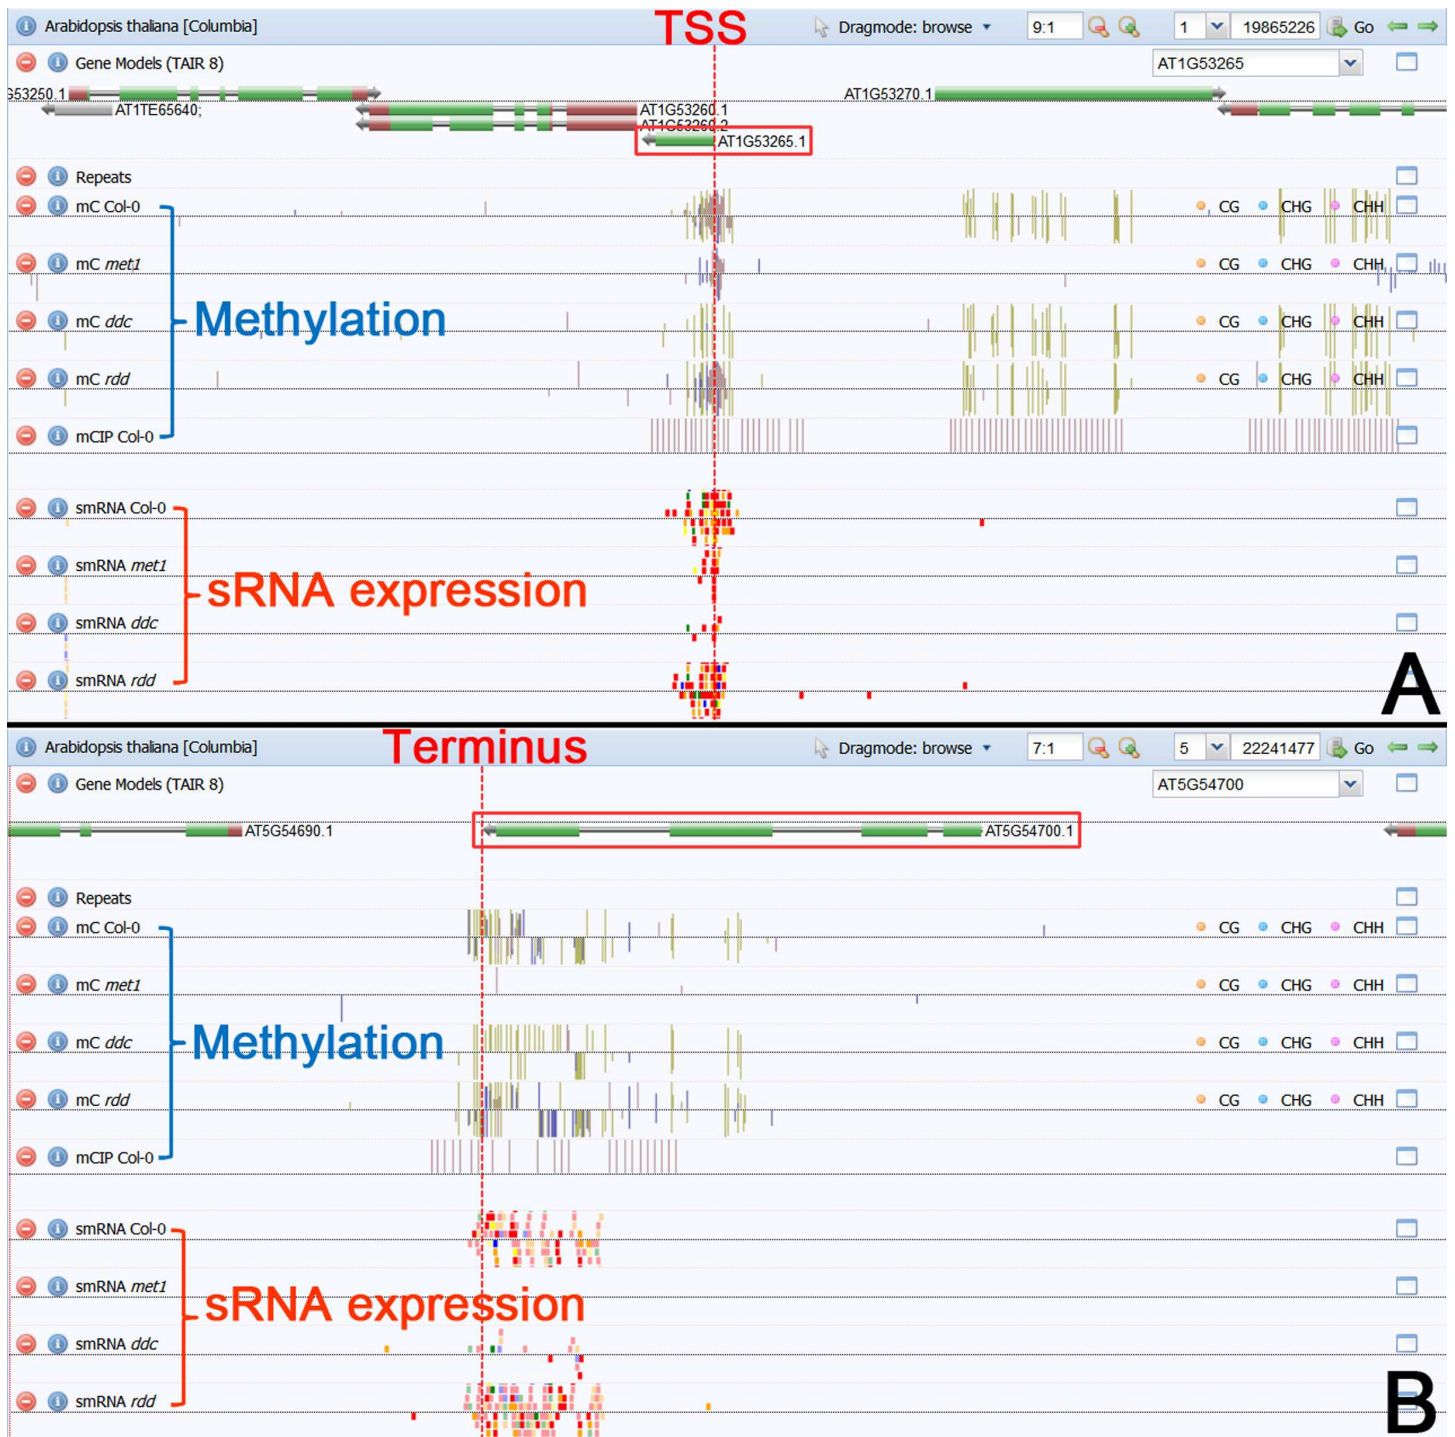 Arabidopsis thaliana [Columbia] TSS Dragmode: browse 9:1 1 19865226 Go
Gene Models (TAIR 8) AT1G53265
G53250.1 AT1G53270.1
AT1TE65640; AT1G53260.1
AT1G53260.2
AT1G53265.1
Repeats
mC Col-0 CG CHG CHH
mC met1 CG CHG CHH
Methylation
mC ddc CG CHG CHH
mC rdd CG CHG CHH
mCIP Col-0
smRNA Col-0
smRNA met1
sRNA expression
smRNA ddc
smRNA rdd
A
Arabidopsis thaliana [Columbia] Terminus Dragmode: browse 7:1 5 22241477 Go
Gene Models (TAIR 8) AT5G54700
AT5G54690.1 AT5G54700.1
Repeats
mC Col-0 CG CHG CHH
mC met1 CG CHG CHH
Methylation
mC ddc CG CHG CHH
mC rdd CG CHG CHH
mCIP Col-0
smRNA Col-0
smRNA met1
sRNA expression
smRNA ddc
smRNA rdd
B